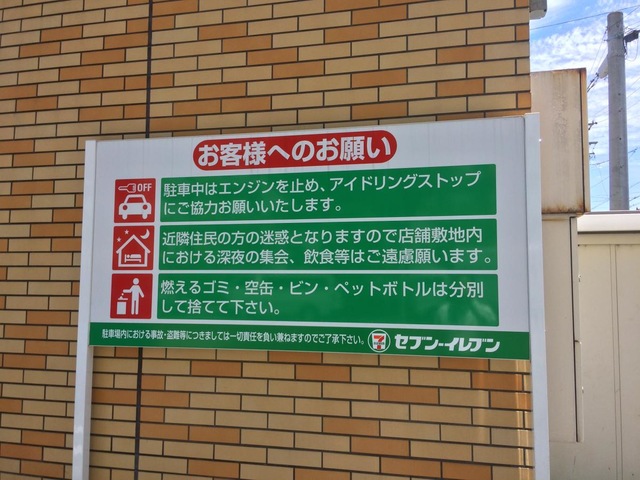 お客様へのお願い
OFF
駐車中はエンジンを止め、アイドリングストップ
にご協力お願いいたします。
近隣住民の方の迷惑となりますので店舗敷地内
における深夜の集会、飲食等はご遠慮願います。
燃えるゴミ・空缶・ビン・ペットボトルは分別
して捨てて下さい。
駐車場内における事故・盗難等につきましては一切責任を負い兼ねますのでご了承下さい。
セブン-イレブン